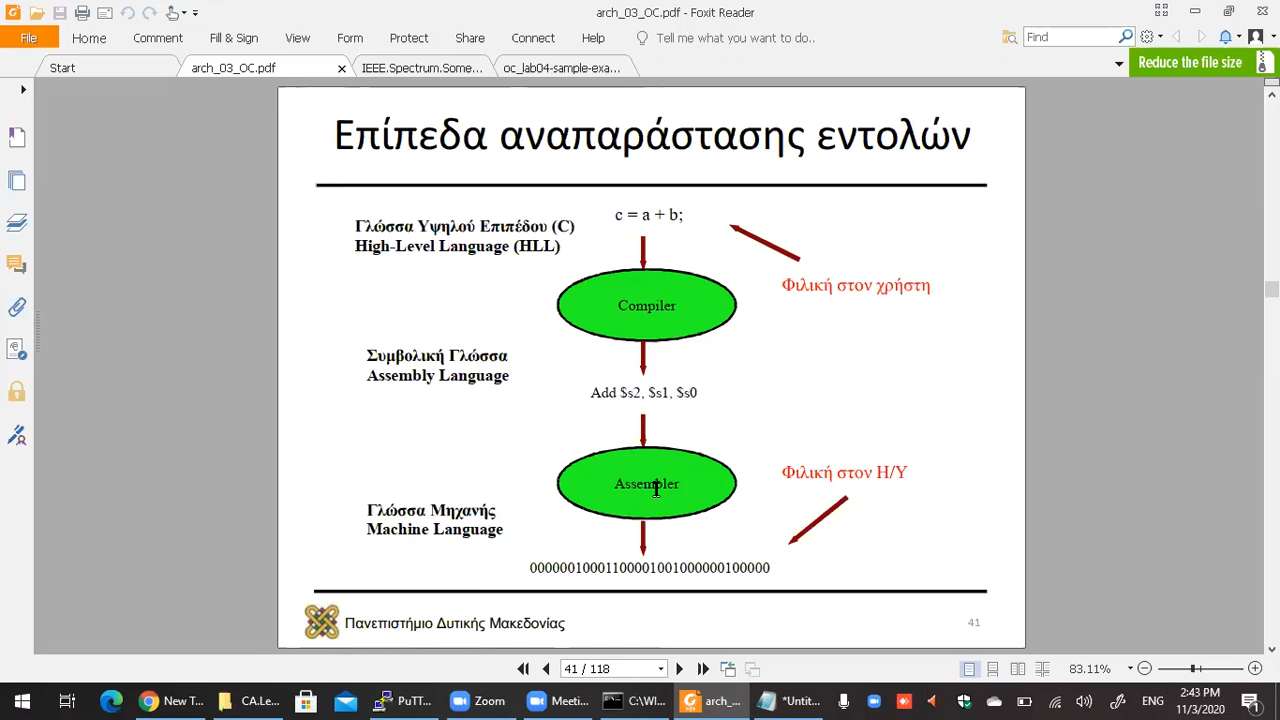 arch_03_OC.pdf - Foxit Reader
File Home Comment Fill & Sign View Form Protect Share Connect Help Tell me what you want to do.. Find
Start arch_03_OC.pdf IEEE.Spectrum.Some... oc_lab04-sample-exa... Reduce the file size
Επίπεδα αναπαράστασης εντολών
c = a + b;
Γλώσσα Υψηλού Επιπέδου (C)
High-Level Language (HLL)
Φιλική στον χρήστη
Compiler
Συμβολική Γλώσσα
Assembly Language
Add $s2, $s1, $s0
Φιλική στον Η/Υ
Assempler
Γλώσσα Μηχανής
Machine Language
00000010001100001001000000100000
Πανεπιστήμιο Δυτικής Μακεδονίας
41
41 / 118 83.11%
New T... CA.Le... PuTT... Zoom Meeti... C:\WI... arch_... *Untit... ENG
2:43 PM
11/3/2020